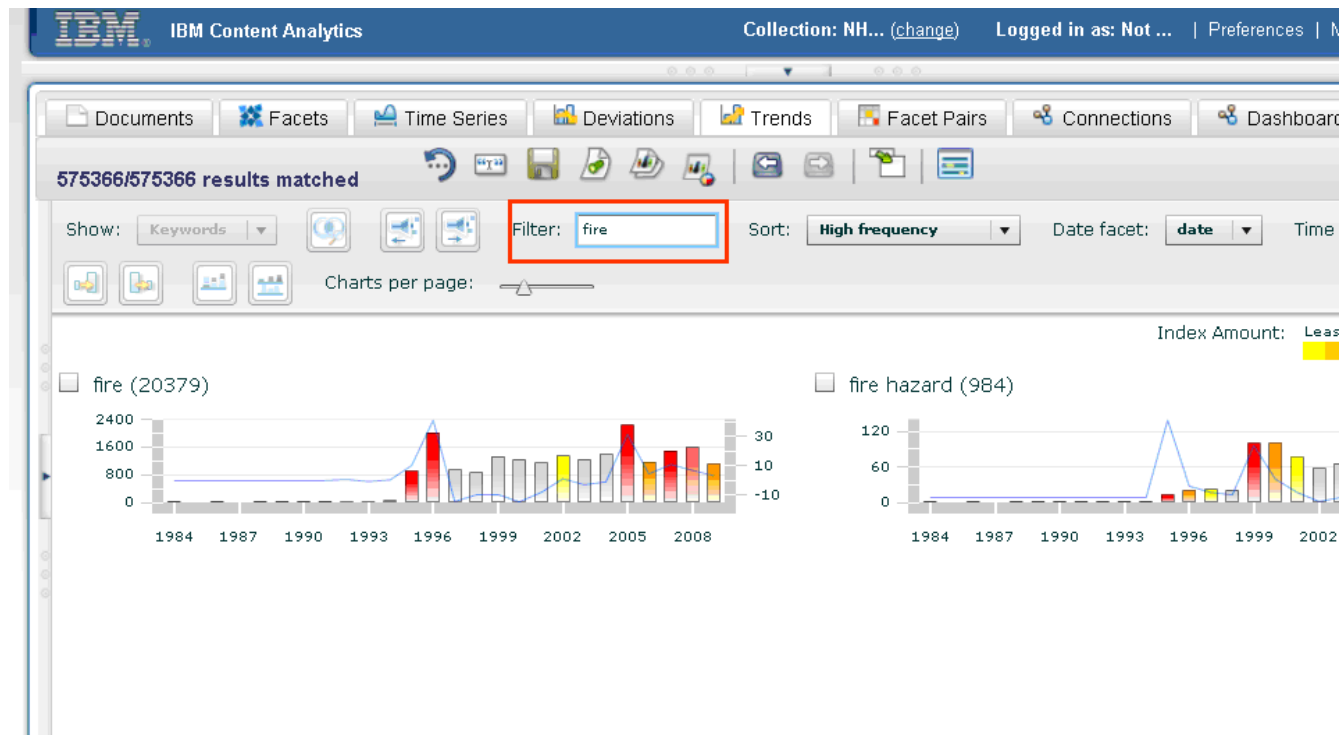 IBM IBM Content Analytics Collection: NH... (change) Logged in as: Not ... | Preferences |
Documents Facets Time Series Deviations Trends Facet Pairs Connections Dashboard
575366/575366 results matched
Show: Keywords Filter: fire Sort: High frequency Date facet: date Time
Charts per page:
Index Amount: Leas
fire (20379) fire hazard (984)
2400 1600 800 0
30 10 -10
1984 1987 1990 1993 1996 1999 2002 2005 2008
120 60 0
1984 1987 1990 1993 1996 1999 2002